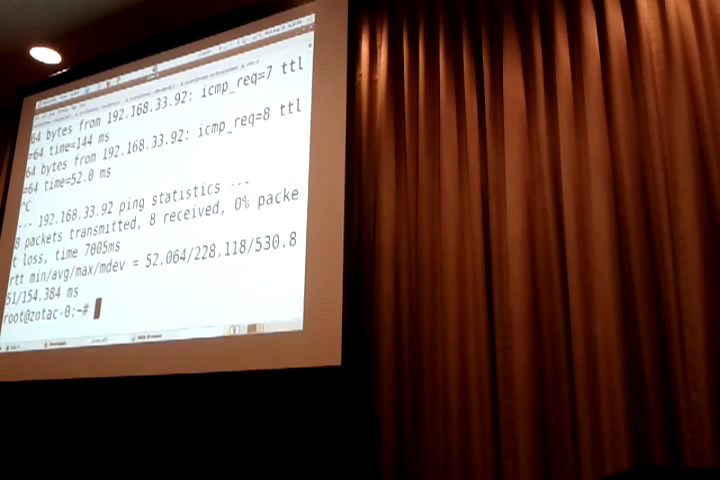 64 bytes from 192.168.33.92: icmp_req=7 ttl
=64 time=144 ms
64 bytes from 192.168.33.92: icmp_req=8 ttl
=64 time=52.0 ms
^C
--- 192.168.33.92 ping statistics ---
8 packets transmitted, 8 received, 0% packe
t loss, time 7005ms
rtt min/avg/max/mdev = 52.064/228.118/530.8
51/154.384 ms
root@zotac-0:~#